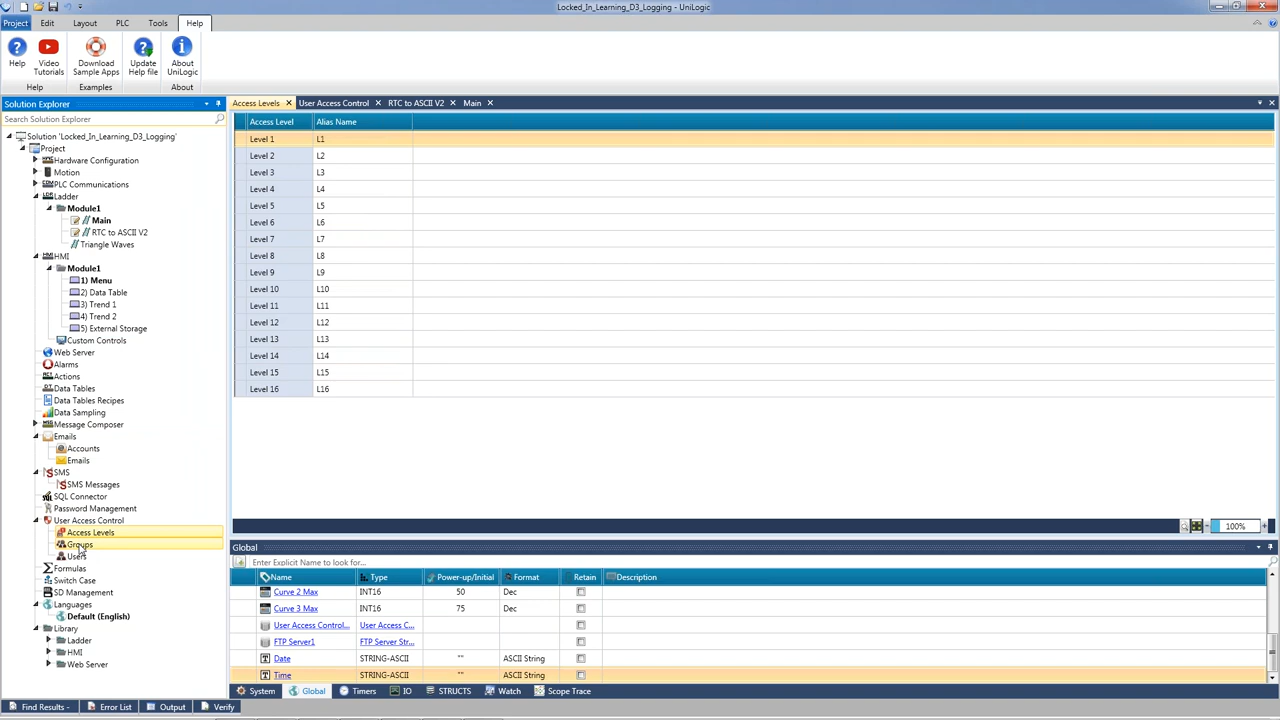 Locked_In_Learning_D3_Logging - UniLogic
Project Edit Layout PLC Tools Help
Help Video Tutorials Download Sample Apps Update Help file About UniLogic
Help Examples About
Solution Explorer
Search Solution Explorer
Solution 'Locked_In_Learning_D3_Logging'
Project
Hardware Configuration
Motion
PLC Communications
Ladder
Module1
Main
RTC to ASCII V2
Triangle Waves
HMI
Module1
1) Menu
2) Data Table
3) Trend 1
4) Trend 2
5) External Storage
Custom Controls
Web Server
Alarms
Actions
Data Tables
Data Tables Recipes
Data Sampling
Message Composer
Emails
Accounts
Emails
SMS
SMS Messages
SQL Connector
Password Management
User Access Control
Access Levels
Groups
Users
Formulas
Switch Case
SD Management
Languages
Default (English)
Library
Ladder
HMI
Web Server
Access Levels User Access Control RTC to ASCII V2 Main
Access Level Alias Name
Level 1 L1
Level 2 L2
Level 3 L3
Level 4 L4
Level 5 L5
Level 6 L6
Level 7 L7
Level 8 L8
Level 9 L9
Level 10 L10
Level 11 L11
Level 12 L12
Level 13 L13
Level 14 L14
Level 15 L15
Level 16 L16
100%
Global
Enter Explicit Name to look for...
Name Type Power-up/Initial Format Retain Description
Curve 2 Max INT16 50 Dec
Curve 3 Max INT16 75 Dec
User Access Control... User Access C...
FTP Server1 FTP Server Str...
Date STRING-ASCII "" ASCII String
Time STRING-ASCII "" ASCII String
System Global Timers IO STRUCTS Watch Scope Trace
Find Results - Error List Output Verify